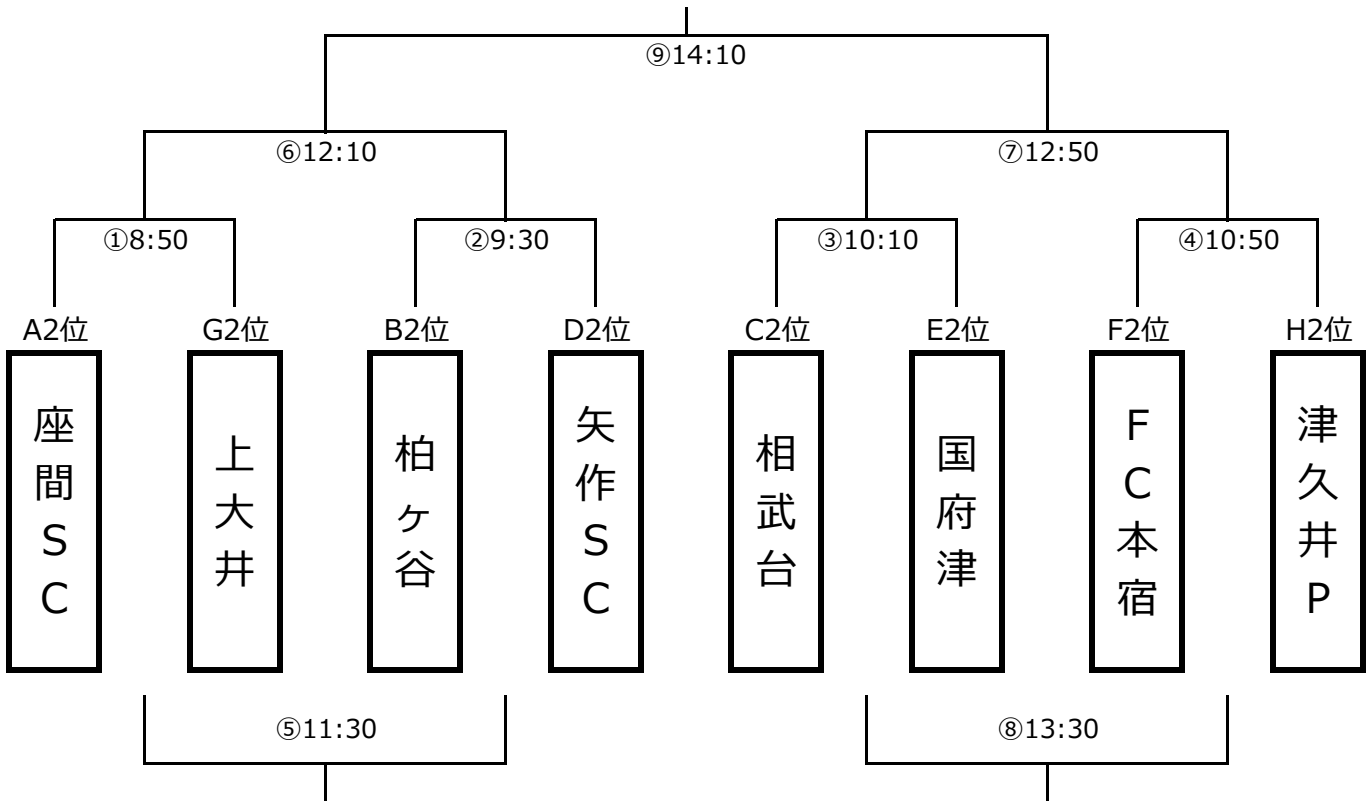 ⑨14:10
⑥12:10
⑦12:50
①8:50
②9:30
③10:10
④10:50
A2位
G2位
B2位
D2位
C2位
E2位
F2位
H2位
座間SC
上大井
柏ヶ谷
矢作SC
相武台
国府津
FC本宿
津久井P
⑤11:30
⑧13:30